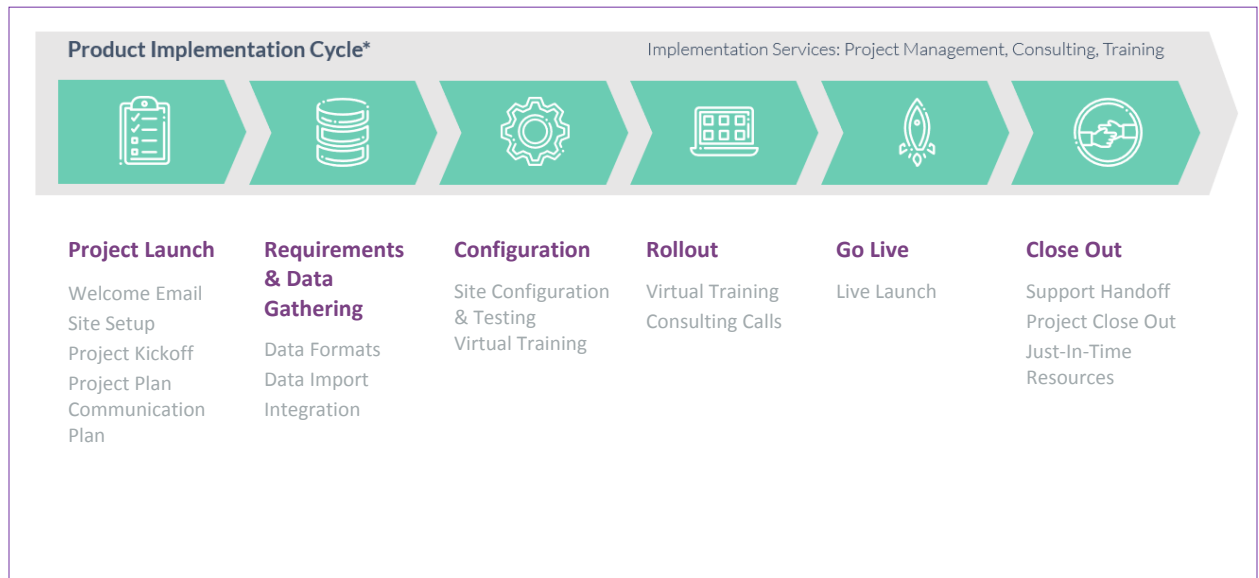 Product Implementation Cycle*
Implementation Services: Project Management, Consulting, Training
Project Launch
Welcome Email
Site Setup
Project Kickoff
Project Plan
Communication
Plan
Requirements
& Data
Gathering
Data Formats
Data Import
Integration
Configuration
Site Configuration
& Testing
Virtual Training
Rollout
Virtual Training
Consulting Calls
Go Live
Live Launch
Close Out
Support Handoff
Project Close Out
Just-In-Time
Resources